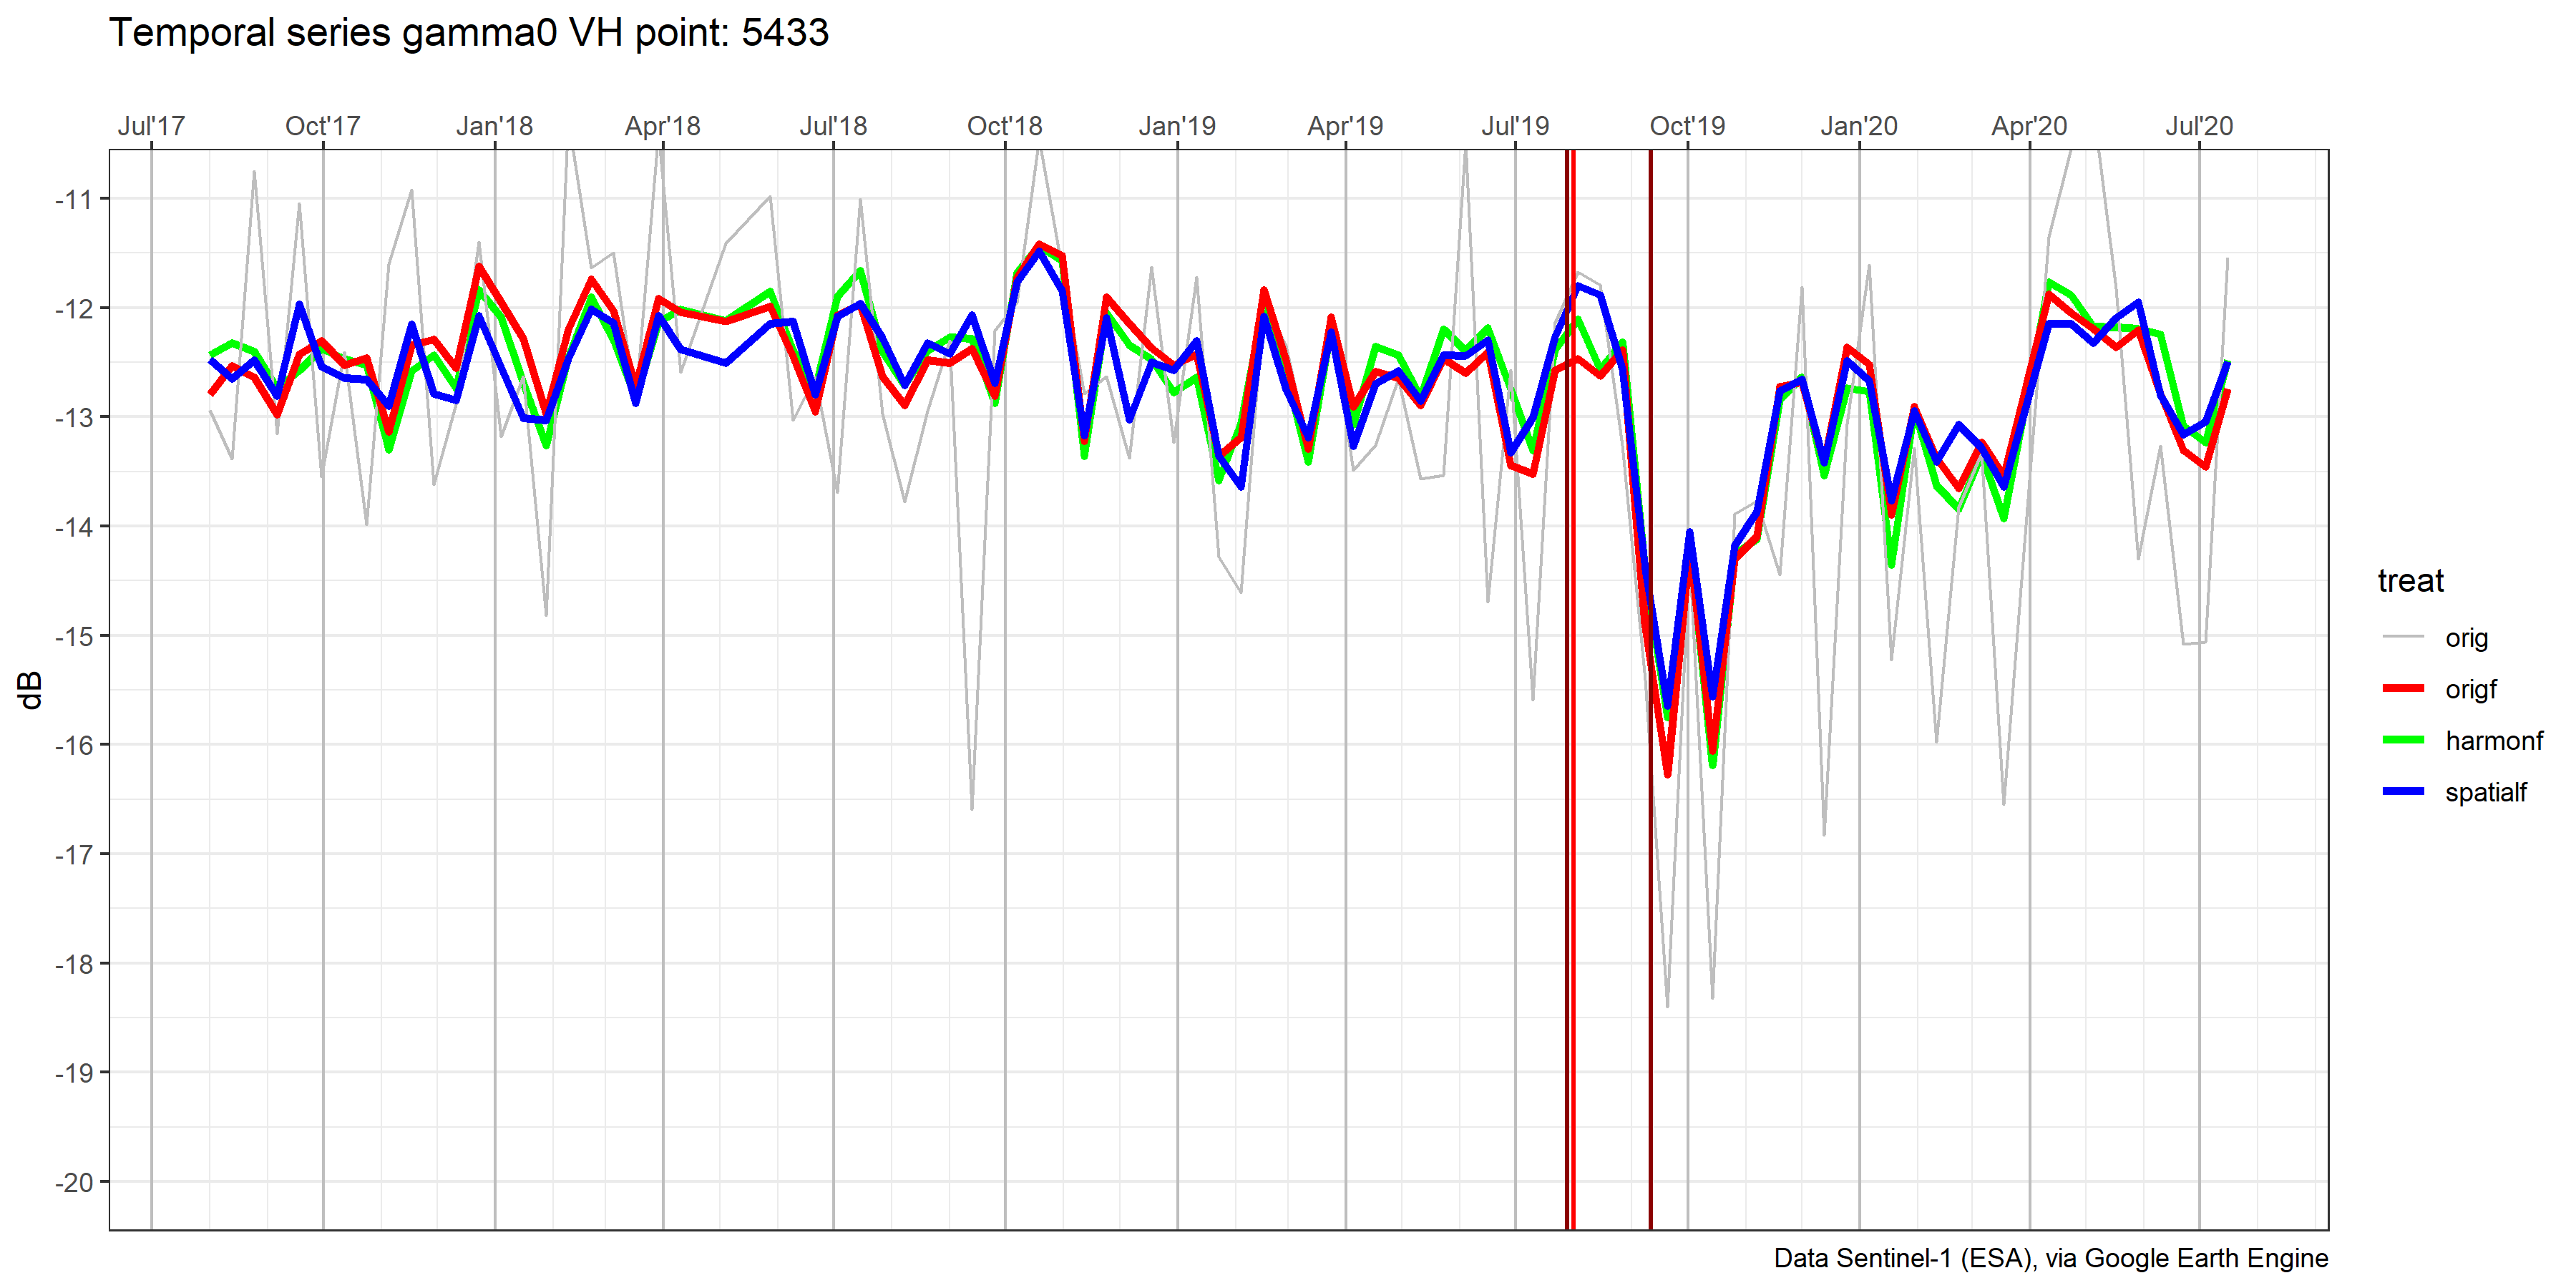 Temporal series gamma0 VH point: 5433
Jul'17 Oct'17 Jan'18 Apr'18 Jul'18 Oct'18 Jan'19 Apr'19 Jul'19 Oct'19 Jan'20 Apr'20 Jul'20
-11
-12
-13
-14
-15
-16
-17
-18
-19
-20
dB
treat
orig
origf
harmonf
spatialf
Data Sentinel-1 (ESA), via Google Earth Engine